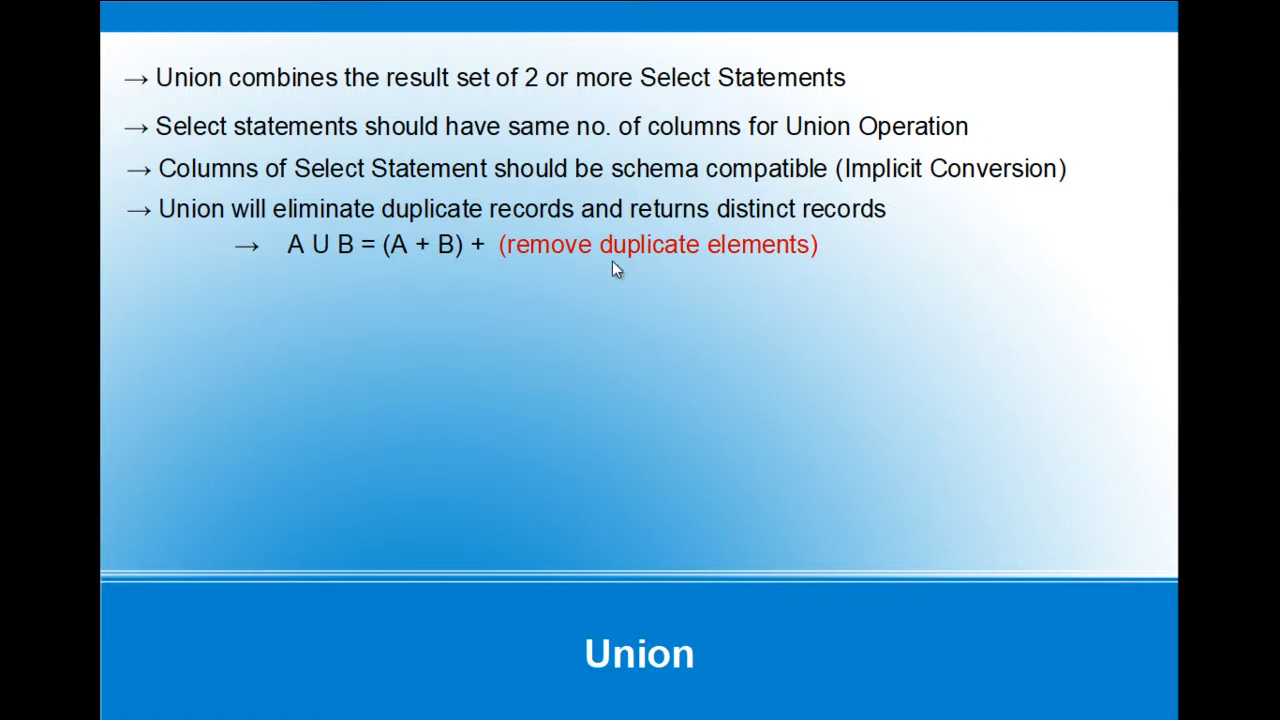 → Union combines the result set of 2 or more Select Statements
→ Select statements should have same no. of columns for Union Operation
→ Columns of Select Statement should be schema compatible (Implicit Conversion)
→ Union will eliminate duplicate records and returns distinct records
→ A U B = (A + B) + (remove duplicate elements)
Union